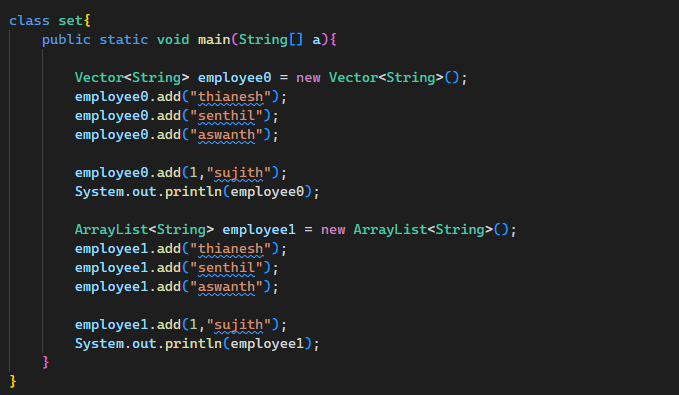 class set{
    public static void main(String[] a){

        Vector<String> employee0 = new Vector<String>();
        employee0.add("thianesh");
        employee0.add("senthil");
        employee0.add("aswanth");

        employee0.add(1,"sujith");
        System.out.println(employee0);

        ArrayList<String> employee1 = new ArrayList<String>();
        employee1.add("thianesh");
        employee1.add("senthil");
        employee1.add("aswanth");

        employee1.add(1,"sujith");
        System.out.println(employee1);
    }
}